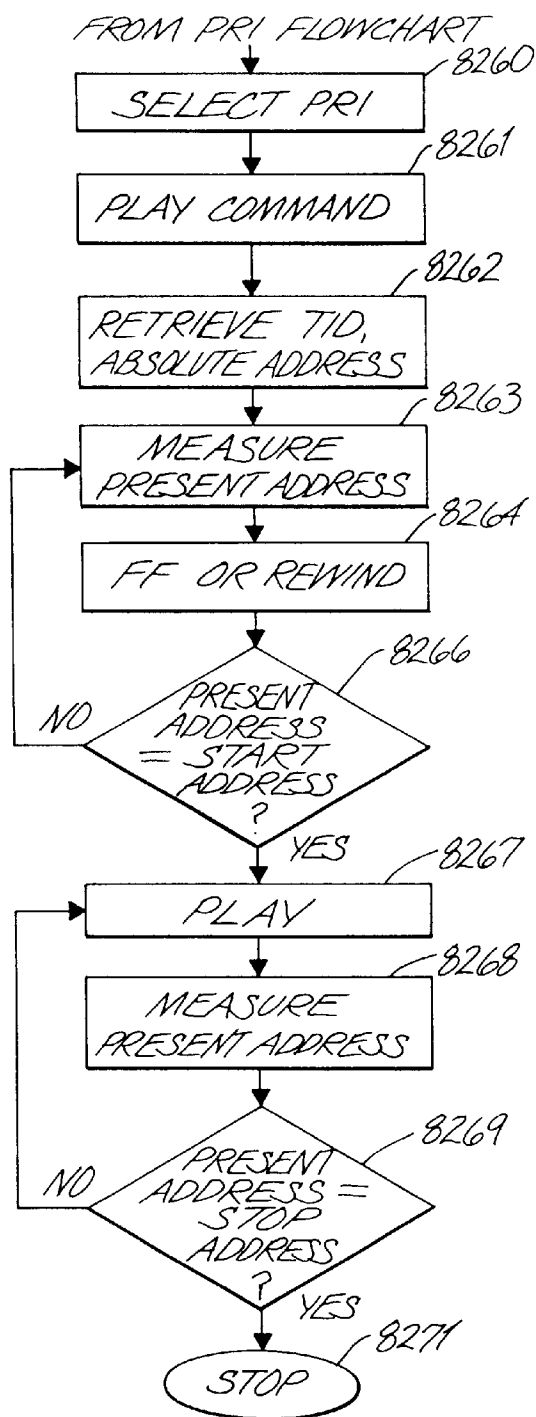 FROM PRI FLOWCHART
8260
SELECT PRI
8261
PLAY COMMAND
8262
RETRIEVE TID,
ABSOLUTE ADDRESS
8263
MEASURE
PRESENT ADDRESS
8264
FF OR REWIND
8266
PRESENT
ADDRESS
= START
ADDRESS
?
NO
YES
8267
PLAY
8268
MEASURE
PRESENT ADDRESS
8269
PRESENT
ADDRESS =
STOP
ADDRESS
?
NO
YES
8271
STOP